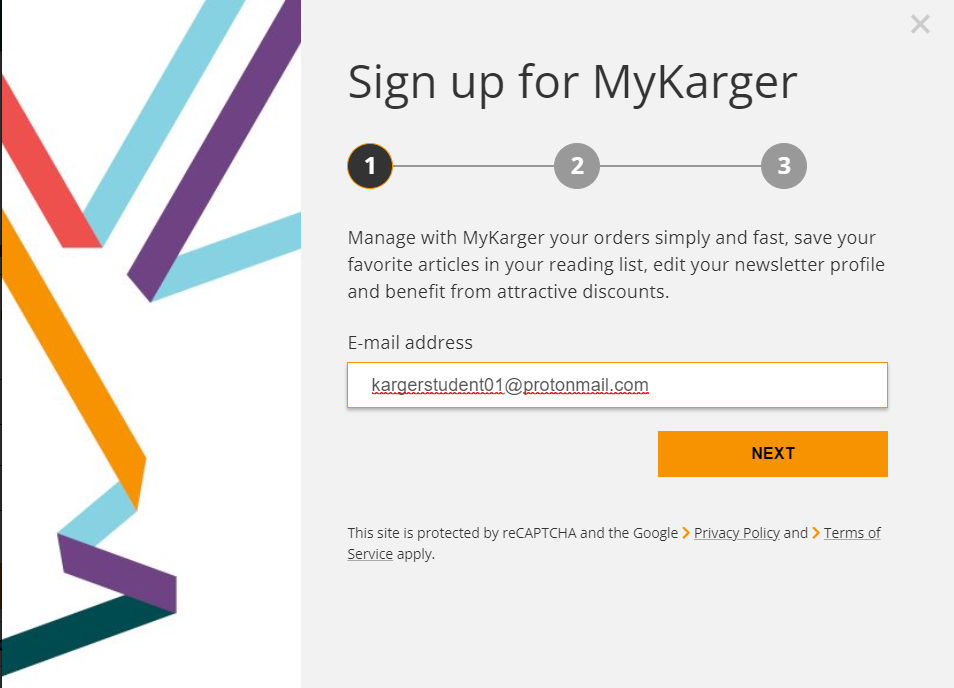 Sign up for MyKarger
1 2 3
Manage with MyKarger your orders simply and fast, save your
favorite articles in your reading list, edit your newsletter profile
and benefit from attractive discounts.
E-mail address
kargerstudent01@protonmail.com
NEXT
This site is protected by reCAPTCHA and the Google Privacy Policy and Terms of
Service apply.